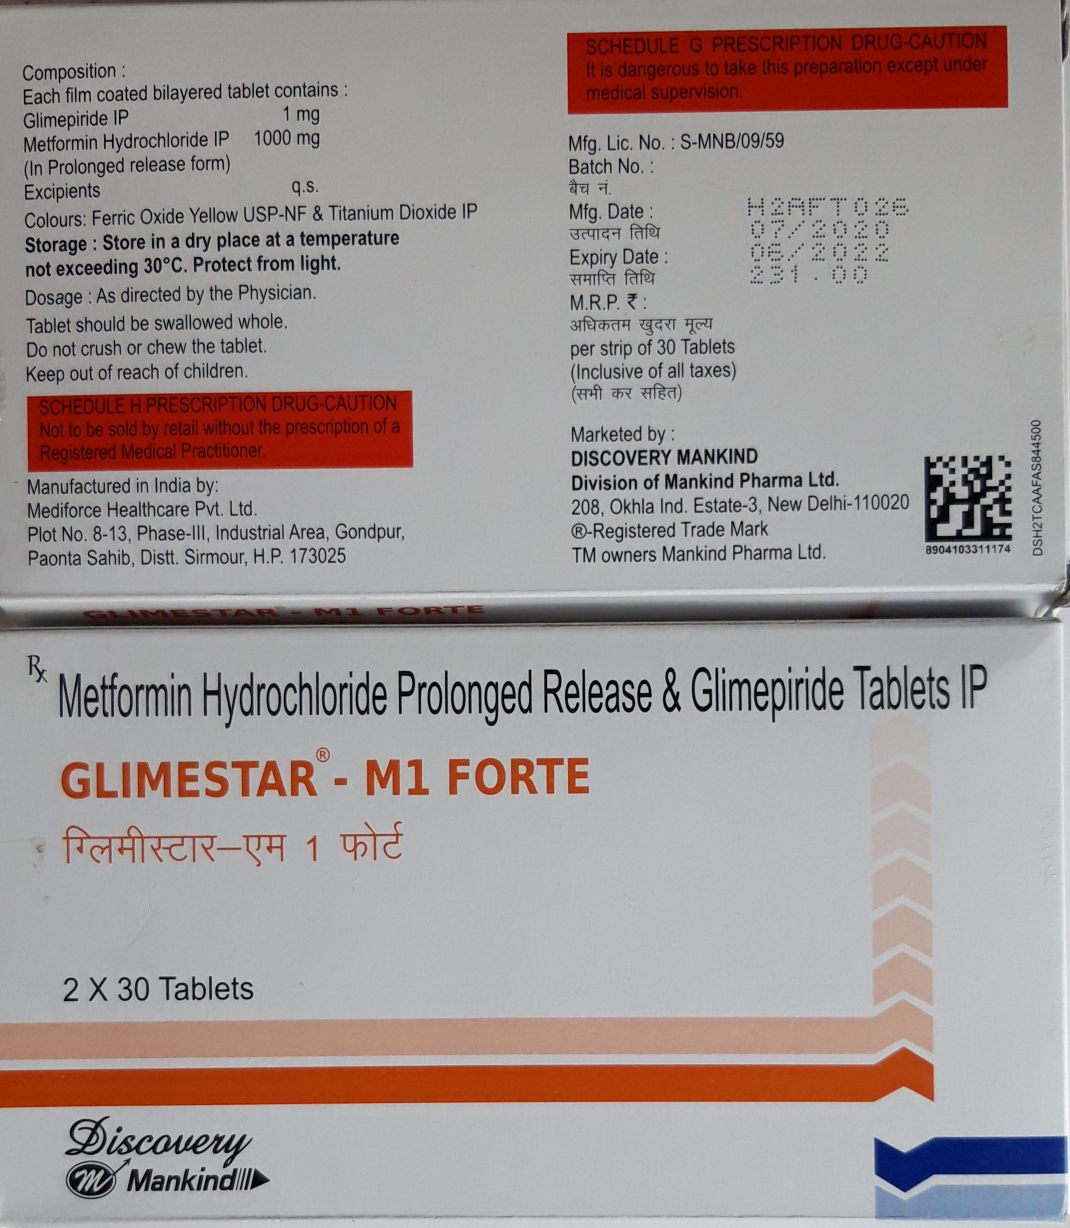 Composition :
Each film coated bilayered tablet contains :
Glimepiride IP 1 mg
Metformin Hydrochloride IP 1000 mg
(In Prolonged release form)
Excipients q.s.
Colours: Ferric Oxide Yellow USP-NF & Titanium Dioxide IP
Storage : Store in a dry place at a temperature
not exceeding 30°C. Protect from light.
Dosage : As directed by the Physician.
Tablet should be swallowed whole.
Do not crush or chew the tablet.
Keep out of reach of children.
SCHEDULE H PRESCRIPTION DRUG-CAUTION
Not to be sold by retail without the prescription of a
Registered Medical Practitioner.
Manufactured in India by:
Mediforce Healthcare Pvt. Ltd.
Plot No. 8-13, Phase-III, Industrial Area, Gondpur,
Paonta Sahib, Distt. Sirmour, H.P. 173025
SCHEDULE G PRESCRIPTION DRUG-CAUTION
It is dangerous to take this preparation except under
medical supervision.
Mfg. Lic. No. : S-MNB/09/59
Batch No. :
बैच नं.
Mfg. Date :
उत्पादन तिथि
Expiry Date :
समाप्ति तिथि
M.R.P. ₹ :
अधिकतम खुदरा मूल्य
per strip of 30 Tablets
(Inclusive of all taxes)
(सभी कर सहित)
H2AFT026
07/2020
06/2022
231.00
Marketed by :
DISCOVERY MANKIND
Division of Mankind Pharma Ltd.
208, Okhla Ind. Estate-3, New Delhi-110020
®-Registered Trade Mark
TM owners Mankind Pharma Ltd.
8904103311174
DSH2TCAAFAS844500
GLIMESTAR® - M1 FORTE
Rx
Metformin Hydrochloride Prolonged Release & Glimepiride Tablets IP
GLIMESTAR® - M1 FORTE
ग्लिमीस्टार–एम 1 फोर्ट
2 X 30 Tablets
Discovery
Mankind